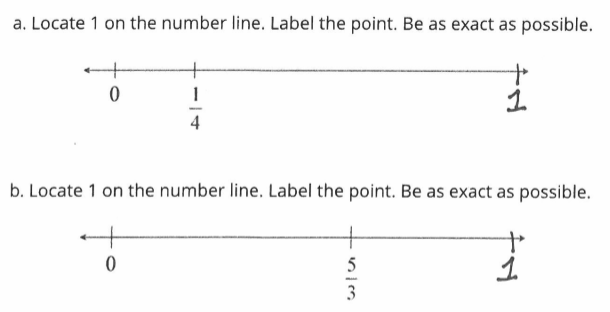 a. Locate 1 on the number line. Label the point. Be as exact as possible.
0 1/4 1
b. Locate 1 on the number line. Label the point. Be as exact as possible.
0 5/3 1